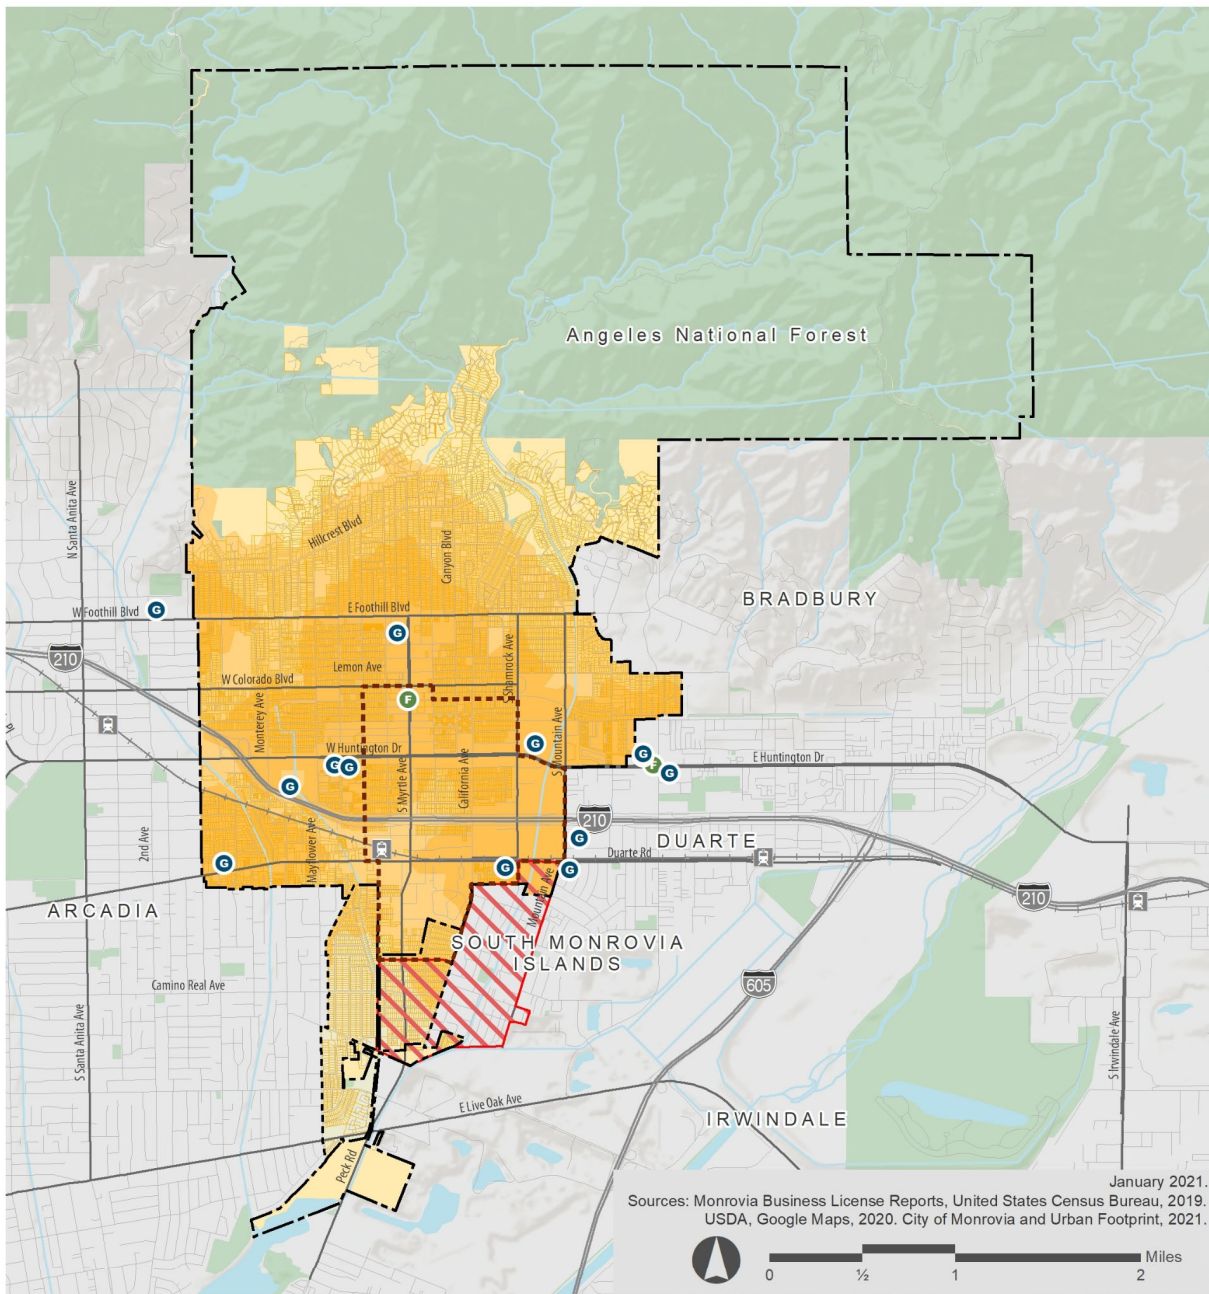 Angeles National Forest
N Santa Anita Ave
Hillcrest Blvd
Canyon Blvd
BRADBURY
W Foothill Blvd
G
E Foothill Blvd
G
210
Lemon Ave
Shamrock Ave
W Colorado Blvd
F
Monterey Ave
S Mountain Ave
W Huntington Dr
G
G
G
G
F
G
E Huntington Dr
S Myrtle Ave
California Ave
G
2nd Ave
Mayflower Ave
210
G
DUARTE
Duarte Rd
G
G
G
Mountain Ave
210
ARCADIA
SOUTH MONROVIA
ISLANDS
Camino Real Ave
605
S Santa Anita Ave
S Irwindale Ave
E Live Oak Ave
IRWINDALE
Peck Rd
January 2021.
Sources: Monrovia Business License Reports, United States Census Bureau, 2019.
USDA, Google Maps, 2020. City of Monrovia and Urban Footprint, 2021.
Miles
0 ½ 1 2